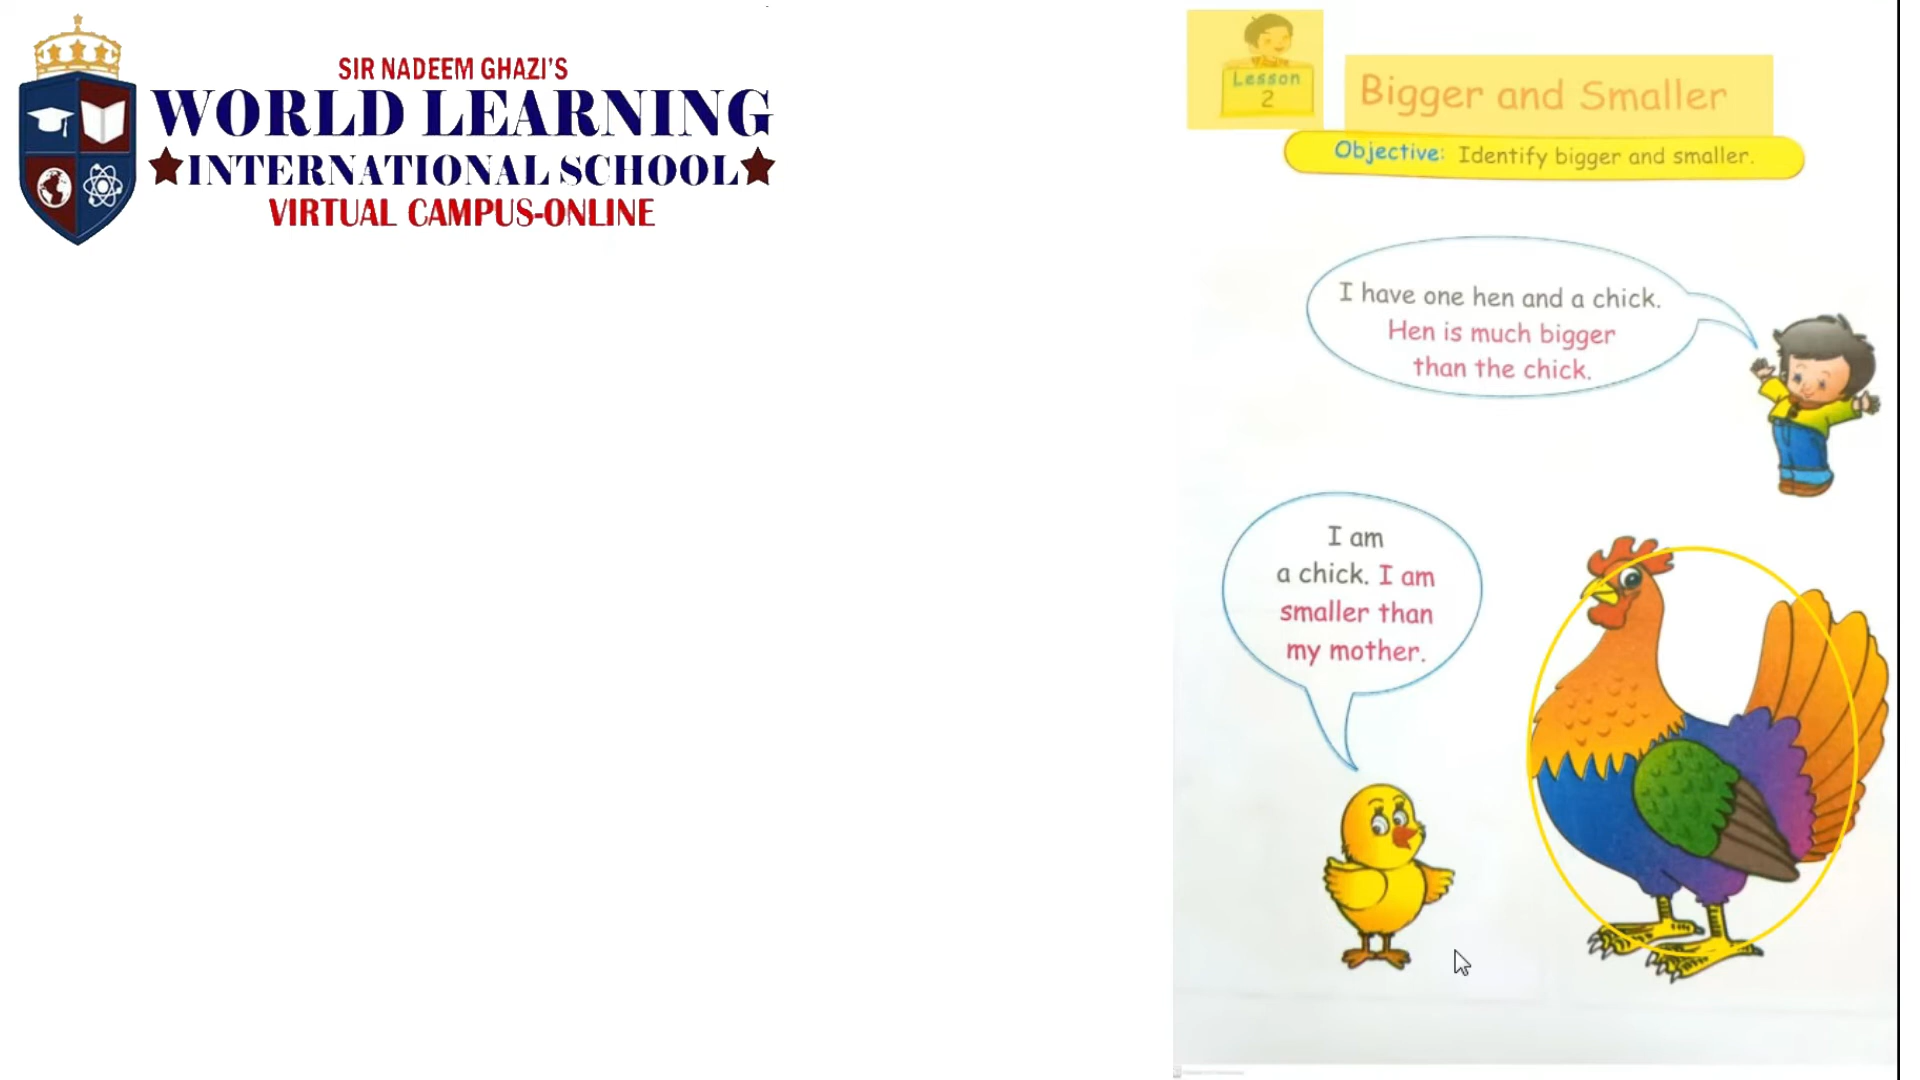 SIR NADEEM GHAZI'S
WORLD LEARNING
INTERNATIONAL SCHOOL
VIRTUAL CAMPUS-ONLINE
Lesson
2
Bigger and Smaller
Objective: Identify bigger and smaller.
I have one hen and a chick.
Hen is much bigger
than the chick.
I am
a chick. I am
smaller than
my mother.